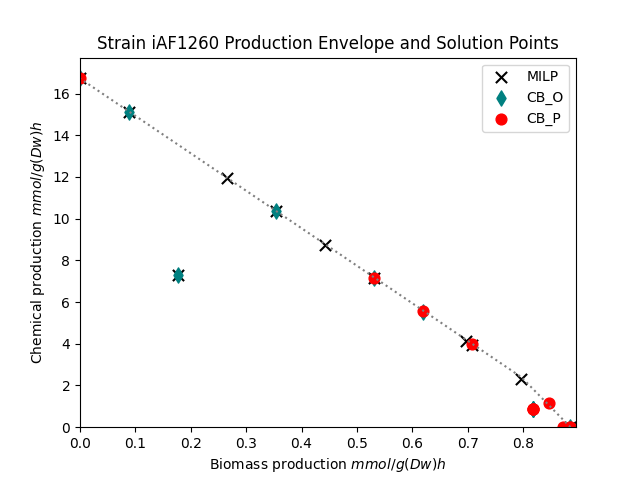 Strain iAF1260 Production Envelope and Solution Points
MILP
CB_O
CB_P
Chemical production mmol/g(Dw)h
16
14
12
10
8
6
4
2
0
0.0 0.1 0.2 0.3 0.4 0.5 0.6 0.7 0.8
Biomass production mmol/g(Dw)h